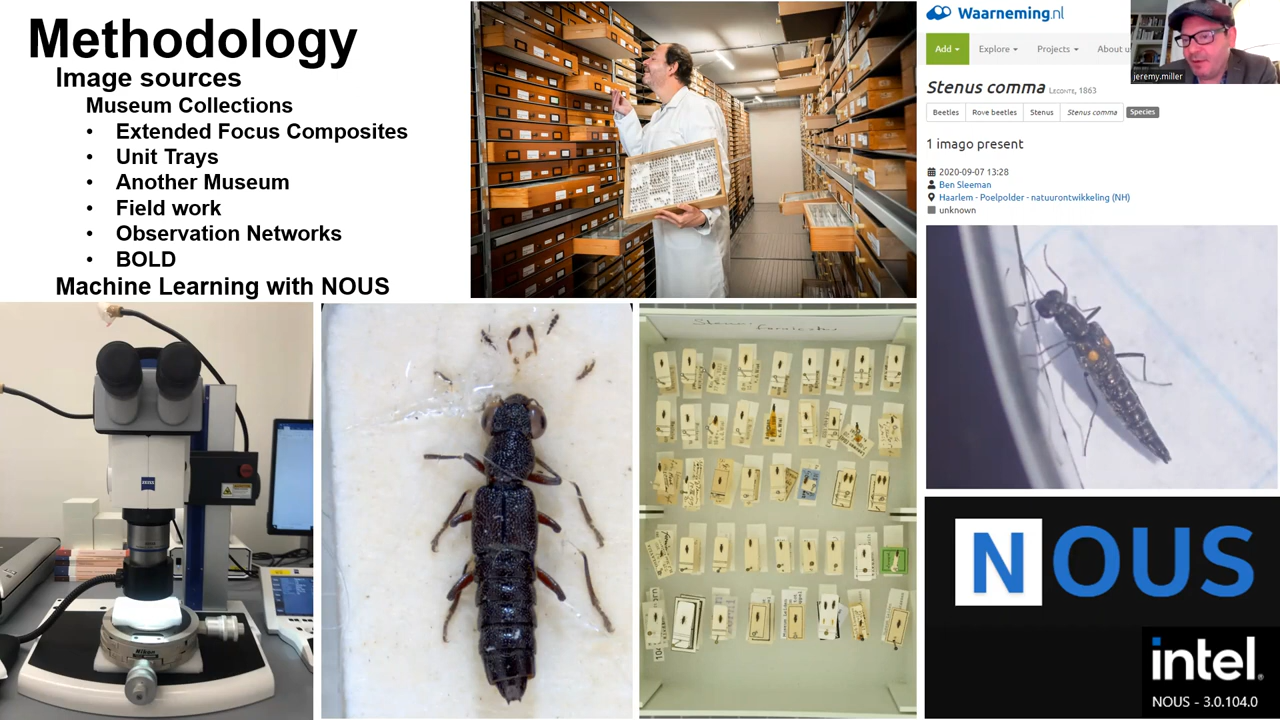 Methodology
Image sources
Museum Collections
• Extended Focus Composites
• Unit Trays
• Another Museum
• Field work
• Observation Networks
• BOLD
Machine Learning with NOUS
Waarneming.nl
Add
Explore
Projects
About u
jeremy.miller
Stenus comma LECONTE, 1863
Beetles
Rove beetles
Stenus
Stenus comma
Species
1 imago present
2020-09-07 13:28
Ben Sleeman
Haarlem - Poelpolder - natuurontwikkeling (NH)
unknown
ZEISS
Nikon
NOUS
intel
NOUS - 3.0.104.0